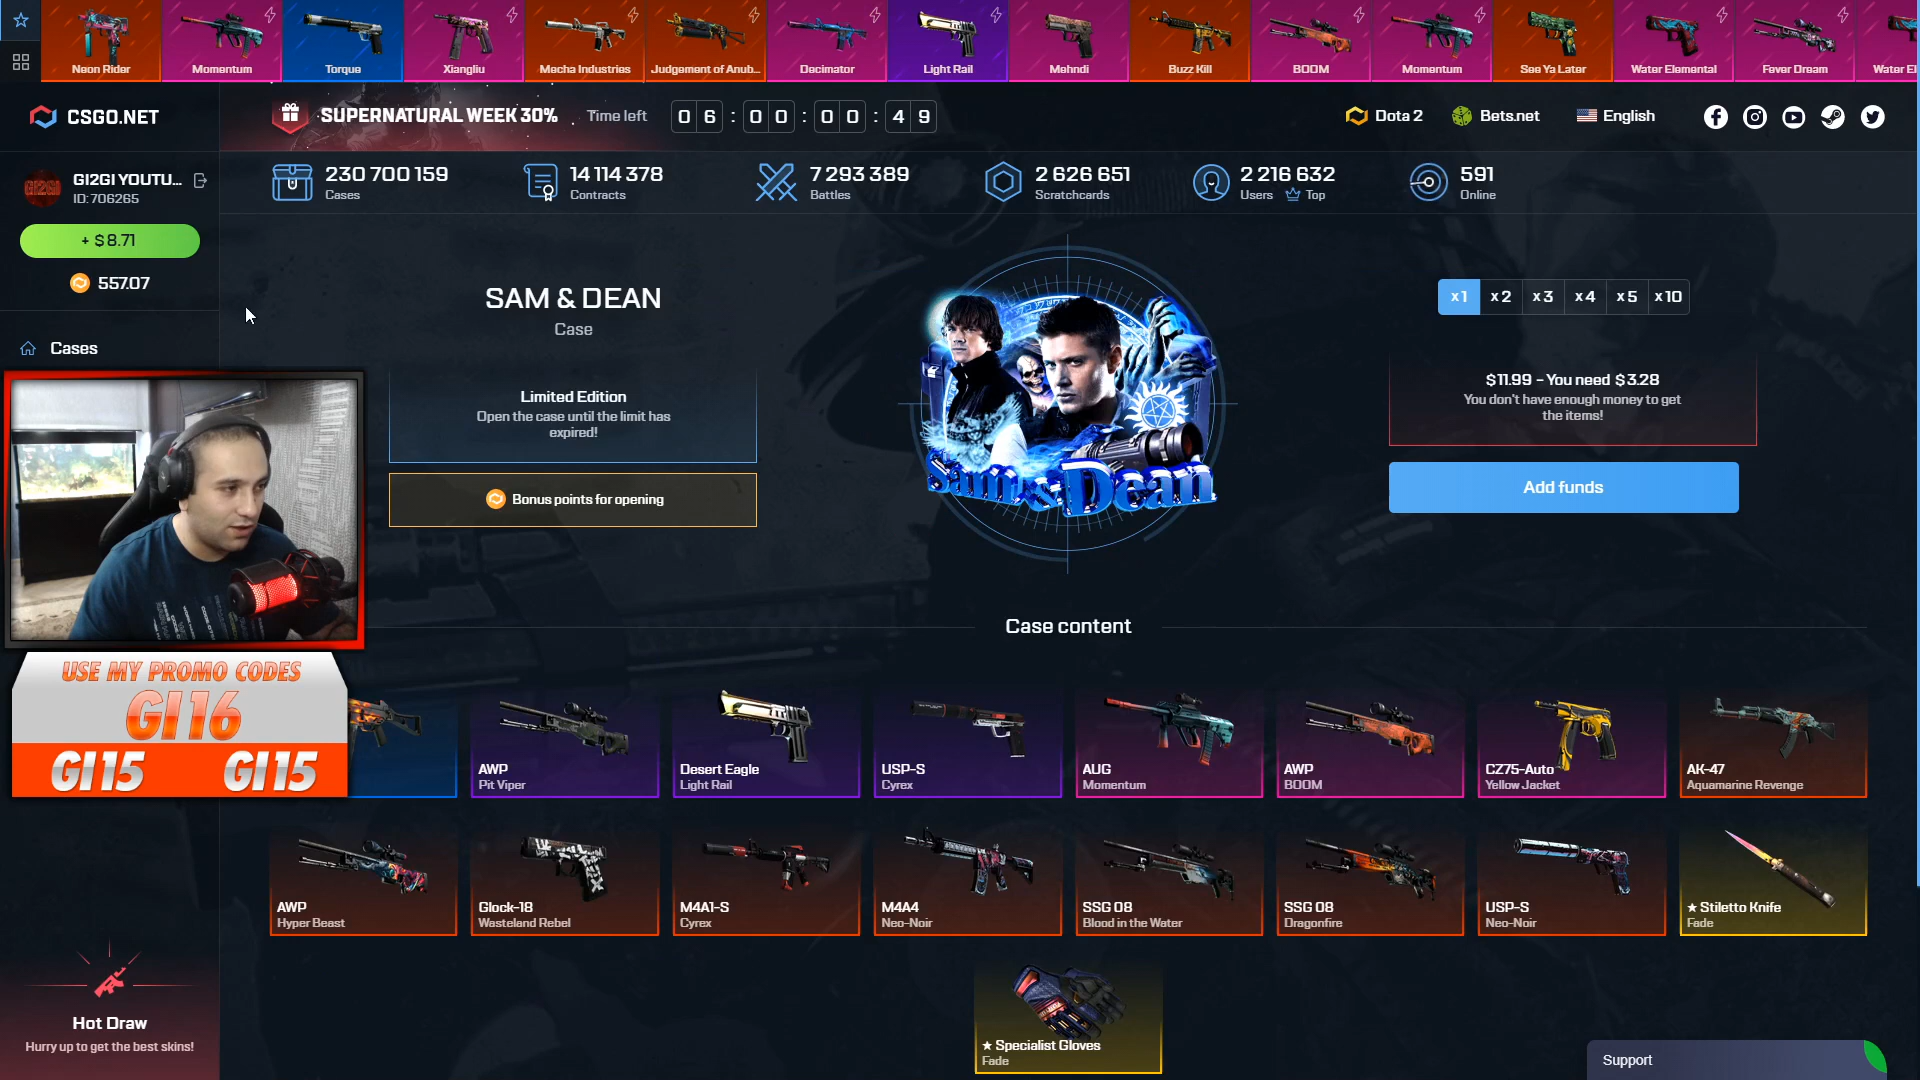 Neon Rider
Momentum
Torque
Xiangliu
Mecha Industries
Judgement of Anub...
Decimator
Light Rail
Mehndi
Buzz Kill
BOOM
Momentum
See Ya Later
Water Elemental
Fever Dream
Water El
CSGO.NET
SUPERNATURAL WEEK 30%
Time left
06:00:00:49
Dota 2
Bets.net
English
GI2GI
GI2GI YOUTU...
ID: 706265
+ $ 8.71
557.07
230 700 159
Cases
14 114 378
Contracts
7 293 389
Battles
2 626 651
Scratchcards
2 216 632
Users
Top
591
Online
Cases
SAM & DEAN
Case
Limited Edition
Open the case until the limit has
expired!
Bonus points for opening
Sam & Dean
x1
x2
x3
x4
x5
x10
$11.99 - You need $3.28
You don't have enough money to get
the items!
Add funds
USE MY PROMO CODES
GI16
GI15 GI15
Case content
AWP
Pit Viper
Desert Eagle
Light Rail
USP-S
Cyrex
AUG
Momentum
AWP
BOOM
CZ75-Auto
Yellow Jacket
AK-47
Aquamarine Revenge
AWP
Hyper Beast
Glock-18
Wasteland Rebel
M4A1-S
Cyrex
M4A4
Neo-Noir
SSG 08
Blood in the Water
SSG 08
Dragonfire
USP-S
Neo-Noir
★ Stiletto Knife
Fade
★ Specialist Gloves
Fade
Hot Draw
Hurry up to get the best skins!
Support